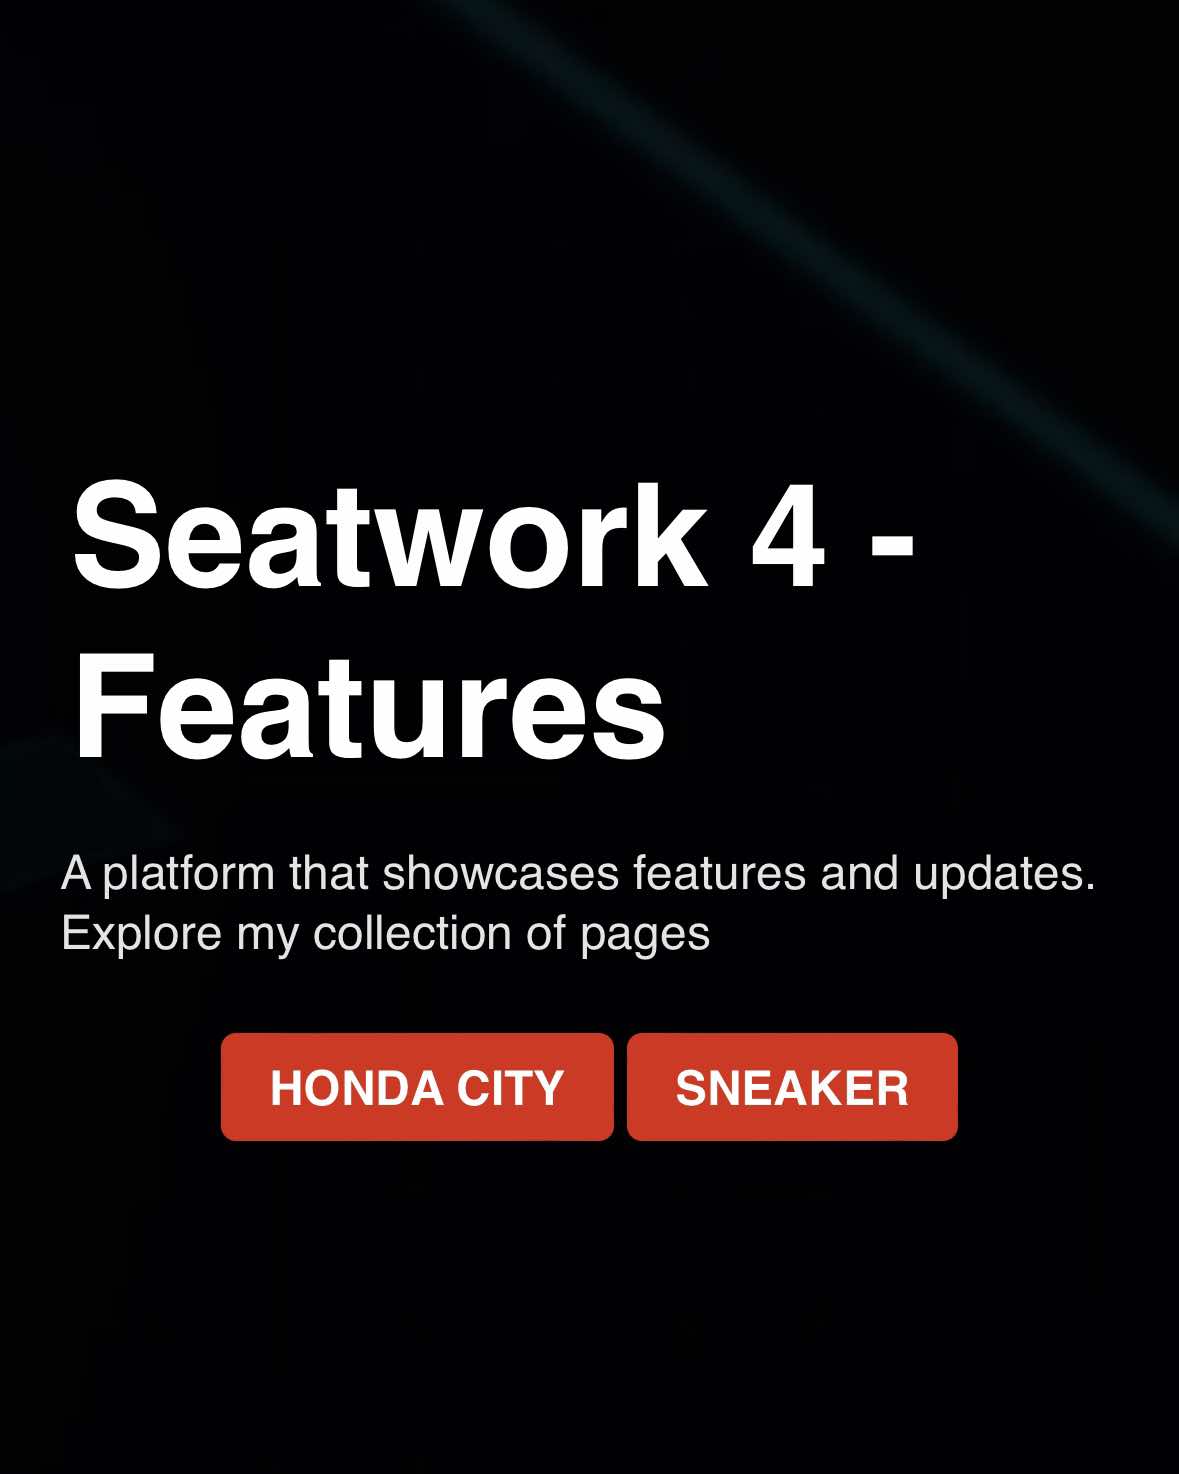 Seatwork 4 -
Features
A platform that showcases features and updates.
Explore my collection of pages
HONDA CITY
SNEAKER